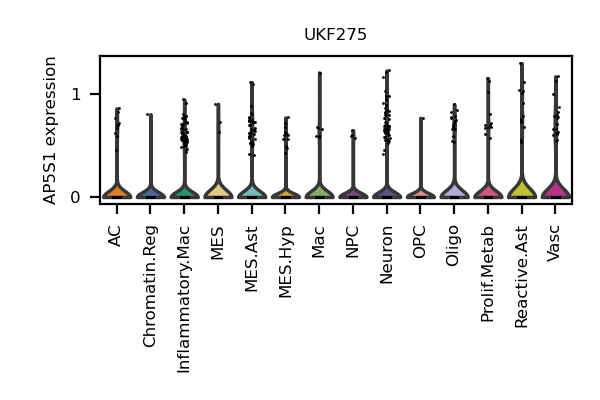 UKF275
AP5S1 expression
1
0
AC
Chromatin.Reg
Inflammatory.Mac
MES
MES.Ast
MES.Hyp
Mac
NPC
Neuron
OPC
Oligo
Prolif.Metab
Reactive.Ast
Vasc